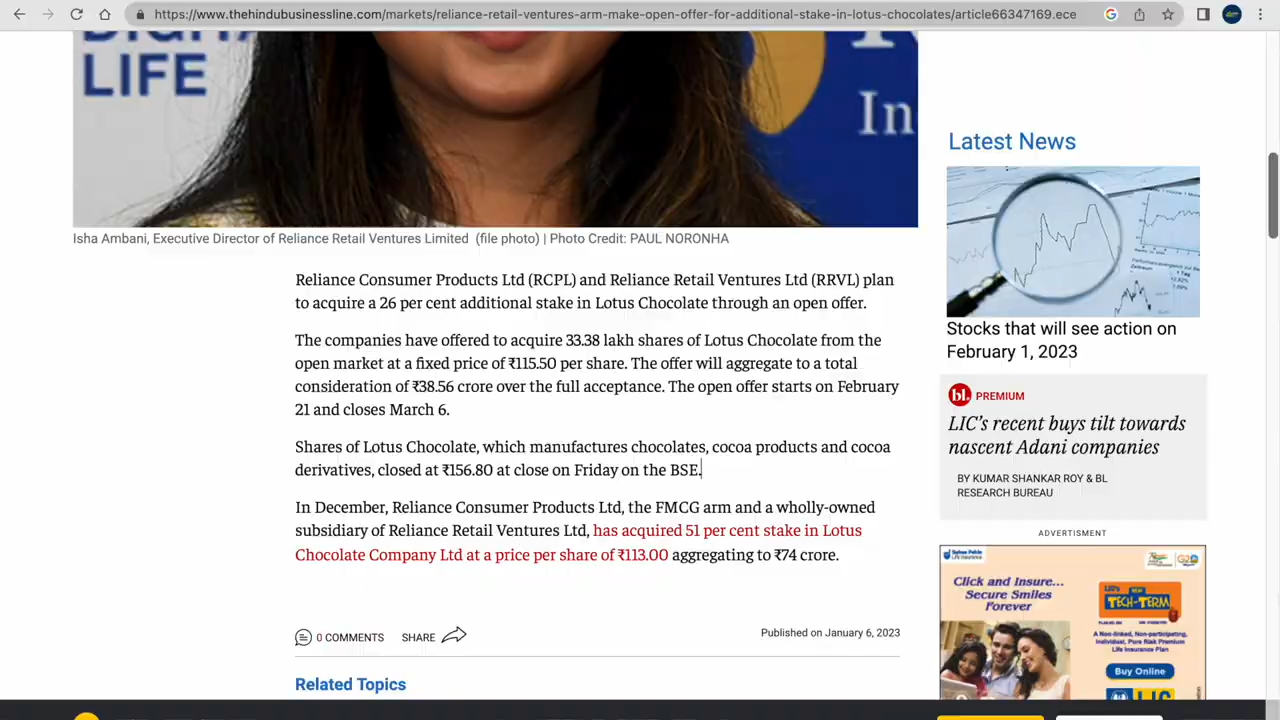 https://www.thehindubusinessline.com/markets/reliance-retail-ventures-arm-make-open-offer-for-additional-stake-in-lotus-chocolates/article66347169.ece
LIFE
In
Isha Ambani, Executive Director of Reliance Retail Ventures Limited (file photo) | Photo Credit: PAUL NORONHA
Reliance Consumer Products Ltd (RCPL) and Reliance Retail Ventures Ltd (RRVL) plan
to acquire a 26 per cent additional stake in Lotus Chocolate through an open offer.
The companies have offered to acquire 33.38 lakh shares of Lotus Chocolate from the
open market at a fixed price of ₹115.50 per share. The offer will aggregate to a total
consideration of ₹38.56 crore over the full acceptance. The open offer starts on February
21 and closes March 6.
Shares of Lotus Chocolate, which manufactures chocolates, cocoa products and cocoa
derivatives, closed at ₹156.80 at close on Friday on the BSE.
In December, Reliance Consumer Products Ltd, the FMCG arm and a wholly-owned
subsidiary of Reliance Retail Ventures Ltd, has acquired 51 per cent stake in Lotus
Chocolate Company Ltd at a price per share of ₹113.00 aggregating to ₹74 crore.
0 COMMENTS SHARE
Published on January 6, 2023
Related Topics
Latest News
Stocks that will see action on
February 1, 2023
bl. PREMIUM
LIC's recent buys tilt towards
nascent Adani companies
BY KUMAR SHANKAR ROY & BL
RESEARCH BUREAU
ADVERTISMENT
Click and Insure...
Secure Smiles
Forever
LIC's
TECH-TERM
A Non-linked, Non-participating,
Individual, Pure Risk Premium
Life Insurance Plan
Buy Online
LIC